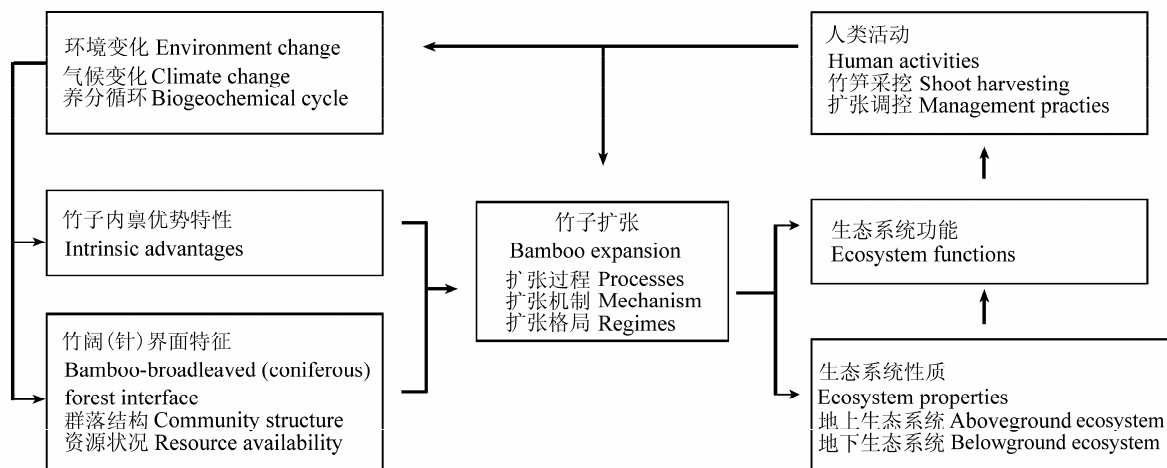 环境变化 Environment change
气候变化 Climate change
养分循环 Biogeochemical cycle
竹子内禀优势特性
Intrinsic advantages
竹阔(针)界面特征
Bamboo-broadleaved (coniferous)
forest interface
群落结构 Community structure
资源状况 Resource availability
竹子扩张
Bamboo expansion
扩张过程 Processes
扩张机制 Mechanism
扩张格局 Regimes
人类活动
Human activities
竹笋采挖 Shoot harvesting
扩张调控 Management practies
生态系统功能
Ecosystem functions
生态系统性质
Ecosystem properties
地上生态系统 Aboveground ecosystem
地下生态系统 Belowground ecosystem